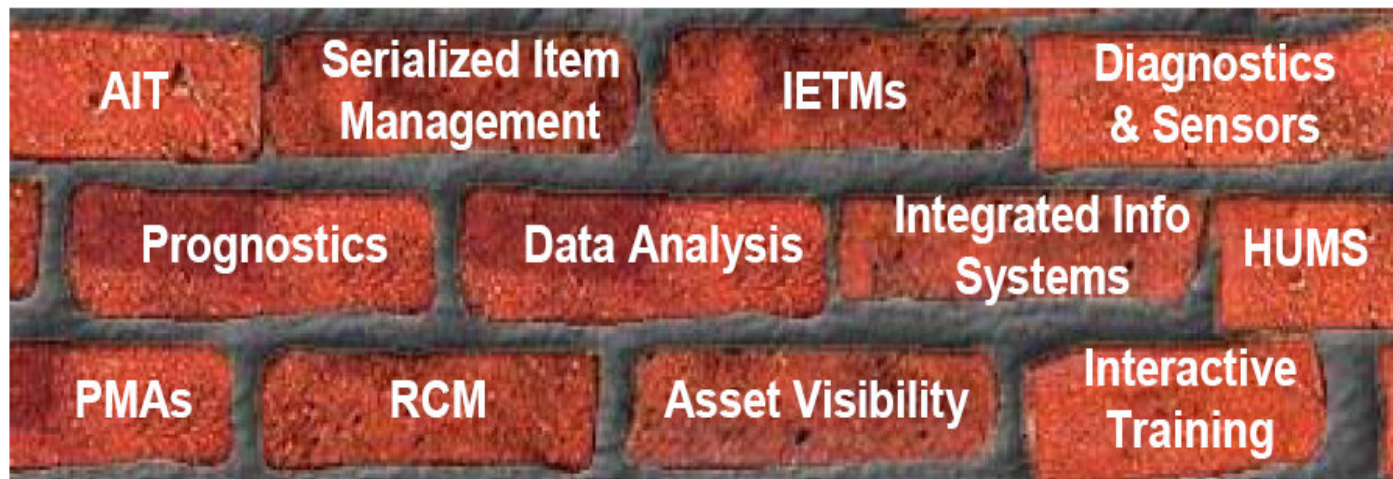 AIT
Serialized Item
Management
IETMs
Diagnostics
& Sensors
Prognostics
Data Analysis
Integrated Info
Systems
HUMS
PMAs
RCM
Asset Visibility
Interactive
Training